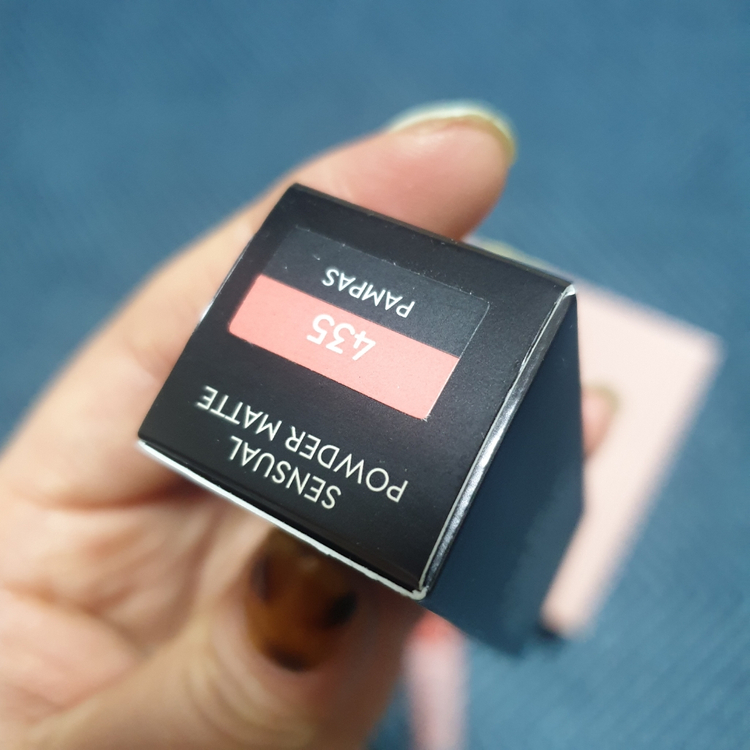 SENSUAL
POWDER MATTE
435
PAMPAS